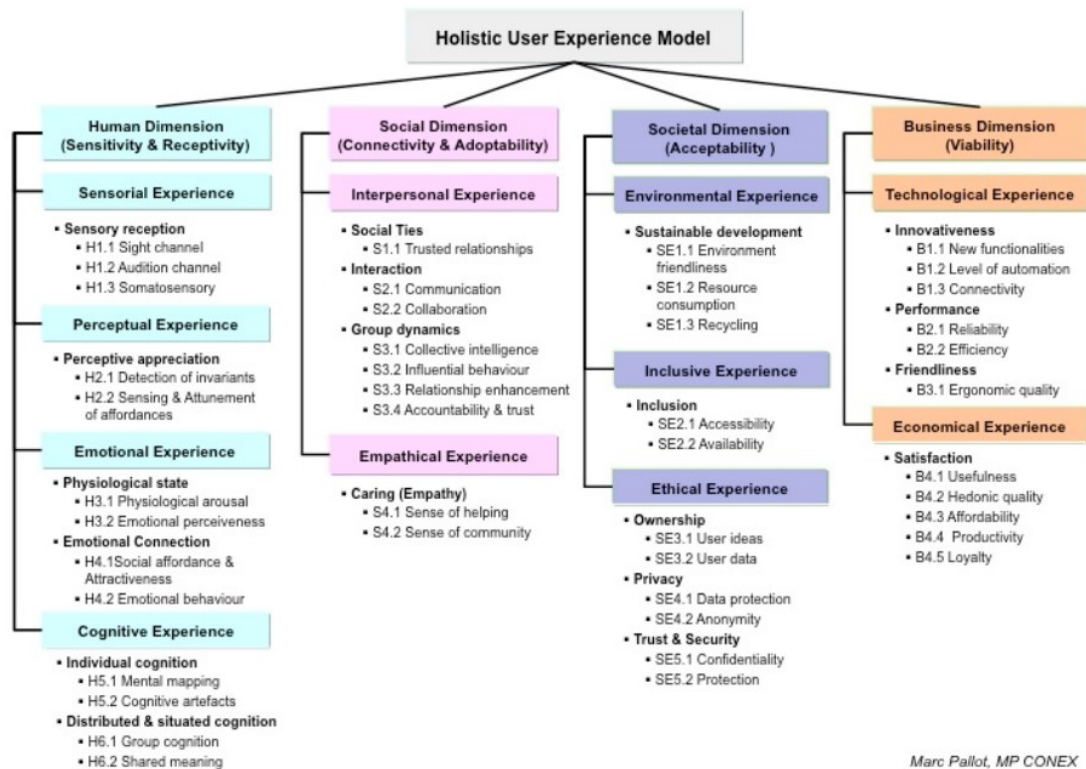 Holistic User Experience Model
Human Dimension
(Sensitivity & Receptivity)
Sensorial Experience
▪ Sensory reception
▪ H1.1 Sight channel
▪ H1.2 Audition channel
▪ H1.3 Somatosensory
Perceptual Experience
▪ Perceptive appreciation
▪ H2.1 Detection of invariants
▪ H2.2 Sensing & Attunement
of affordances
Emotional Experience
▪ Physiological state
▪ H3.1 Physiological arousal
▪ H3.2 Emotional perceiveness
▪ Emotional Connection
▪ H4.1Social affordance &
Attractiveness
▪ H4.2 Emotional behaviour
Cognitive Experience
▪ Individual cognition
▪ H5.1 Mental mapping
▪ H5.2 Cognitive artefacts
▪ Distributed & situated cognition
▪ H6.1 Group cognition
▪ H6.2 Shared meaning
Social Dimension
(Connectivity & Adoptability)
Interpersonal Experience
▪ Social Ties
▪ S1.1 Trusted relationships
▪ Interaction
▪ S2.1 Communication
▪ S2.2 Collaboration
▪ Group dynamics
▪ S3.1 Collective intelligence
▪ S3.2 Influential behaviour
▪ S3.3 Relationship enhancement
▪ S3.4 Accountability & trust
Empathical Experience
▪ Caring (Empathy)
▪ S4.1 Sense of helping
▪ S4.2 Sense of community
Societal Dimension
(Acceptability )
Environmental Experience
▪ Sustainable development
▪ SE1.1 Environment
friendliness
▪ SE1.2 Resource
consumption
▪ SE1.3 Recycling
Inclusive Experience
▪ Inclusion
▪ SE2.1 Accessibility
▪ SE2.2 Availability
Ethical Experience
▪ Ownership
▪ SE3.1 User ideas
▪ SE3.2 User data
▪ Privacy
▪ SE4.1 Data protection
▪ SE4.2 Anonymity
▪ Trust & Security
▪ SE5.1 Confidentiality
▪ SE5.2 Protection
Business Dimension
(Viability)
Technological Experience
▪ Innovativeness
▪ B1.1 New functionalities
▪ B1.2 Level of automation
▪ B1.3 Connectivity
▪ Performance
▪ B2.1 Reliability
▪ B2.2 Efficiency
▪ Friendliness
▪ B3.1 Ergonomic quality
Economical Experience
▪ Satisfaction
▪ B4.1 Usefulness
▪ B4.2 Hedonic quality
▪ B4.3 Affordability
▪ B4.4 Productivity
▪ B4.5 Loyalty
Marc Pallot, MP CONEX